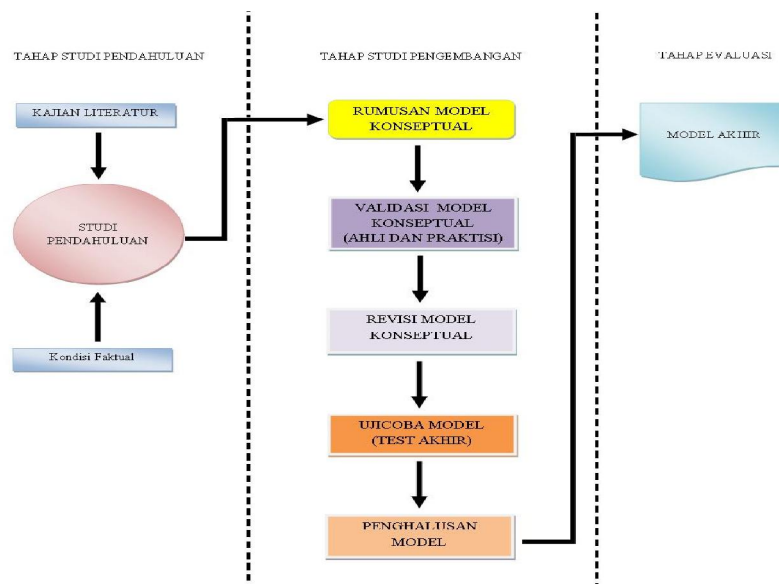 TAHAP STUDI PENDAHULUAN
KAJIAN LITERATUR
STUDI
PENDAHULUAN
Kondisi Faktual
TAHAP STUDI PENGEMBANGAN
RUMUSAN MODEL
KONSEPTUAL
VALIDASI MODEL
KONSEPTUAL
(AHLI DAN PRAKTISI)
REVISI MODEL
KONSEPTUAL
UJICOBA MODEL
(TEST AKHIR)
PENGHALUSAN
MODEL
TAHAP EVALUASI
MODEL AKHIR